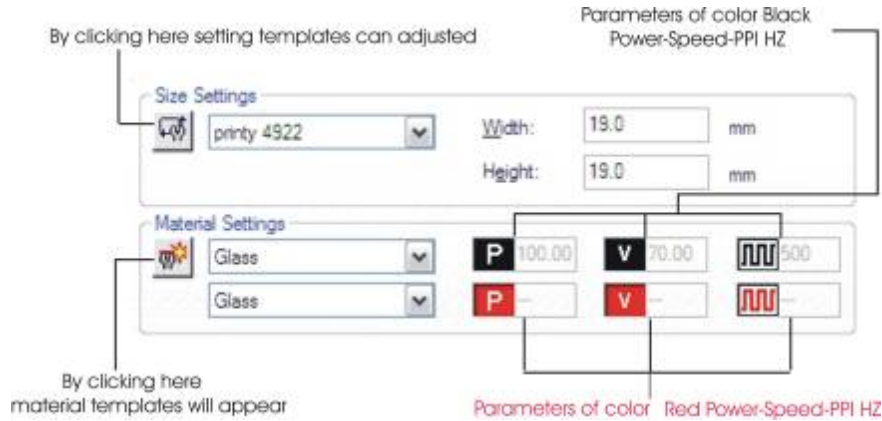 Parameters of color Black
Power-Speed-PPI HZ
By clicking here setting templates can adjusted
Size Settings
printy 4922
Width: 19.0 mm
Height: 19.0 mm
Material Settings
Glass P 100.00 V 70.00 500
Glass P -- V -- --
By clicking here
material templates will appear
Parameters of color Red Power-Speed-PPI HZ